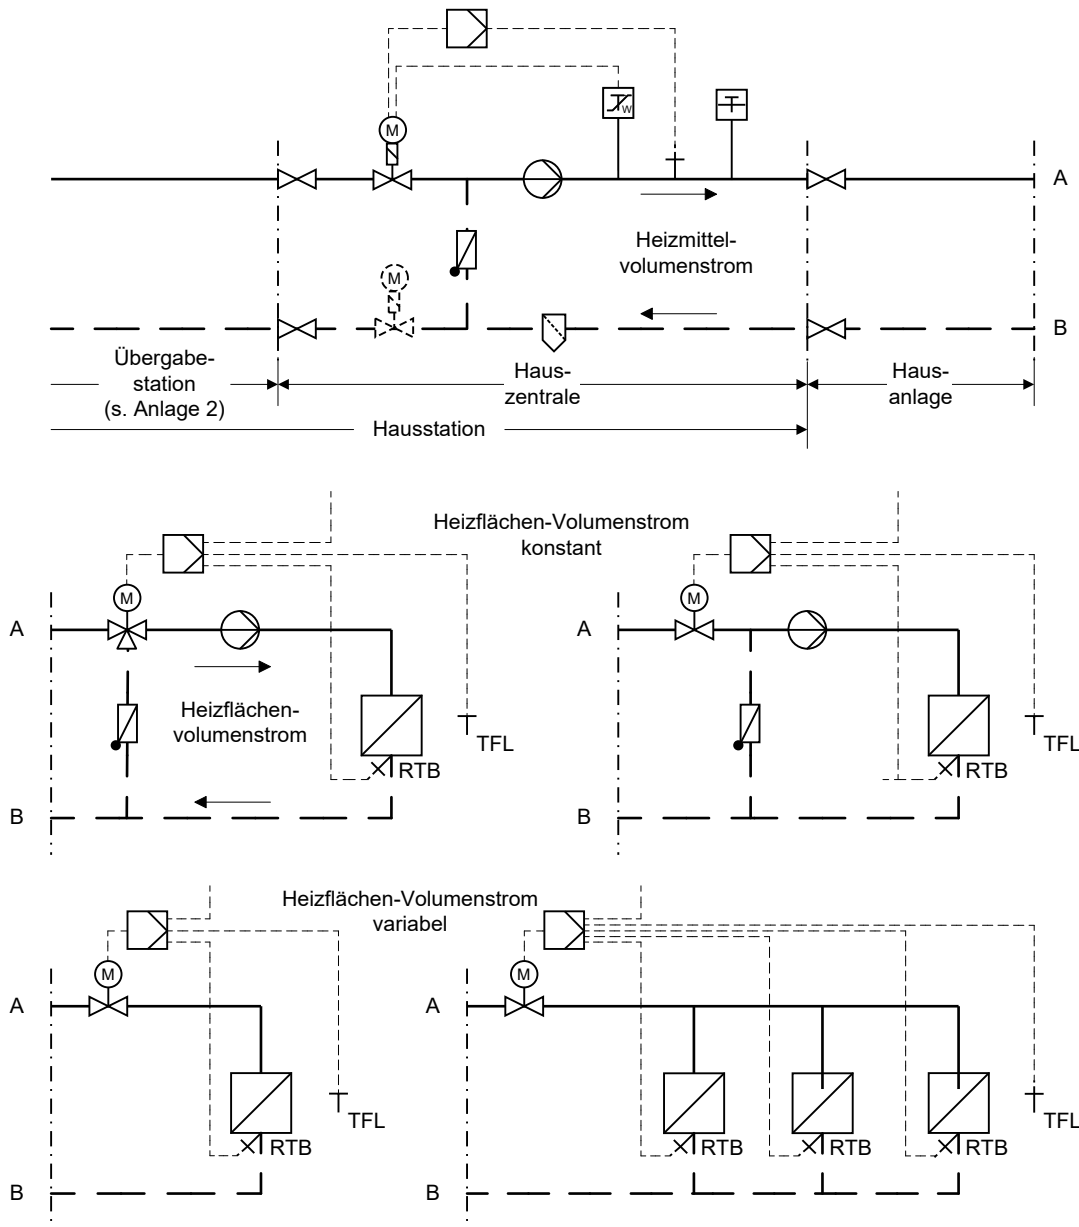 M
W
A
Heizmittel-
volumenstrom
M
B
Übergabe-
station
(s. Anlage 2)
Haus-
zentrale
Haus-
anlage
Hausstation
Heizflächen-Volumenstrom
konstant
M
M
A
A
Heizflächen-
volumenstrom
TFL
TFL
RTB
RTB
B
B
Heizflächen-Volumenstrom
variabel
M
M
A
A
TFL
TFL
RTB
RTB
RTB
RTB
B
B